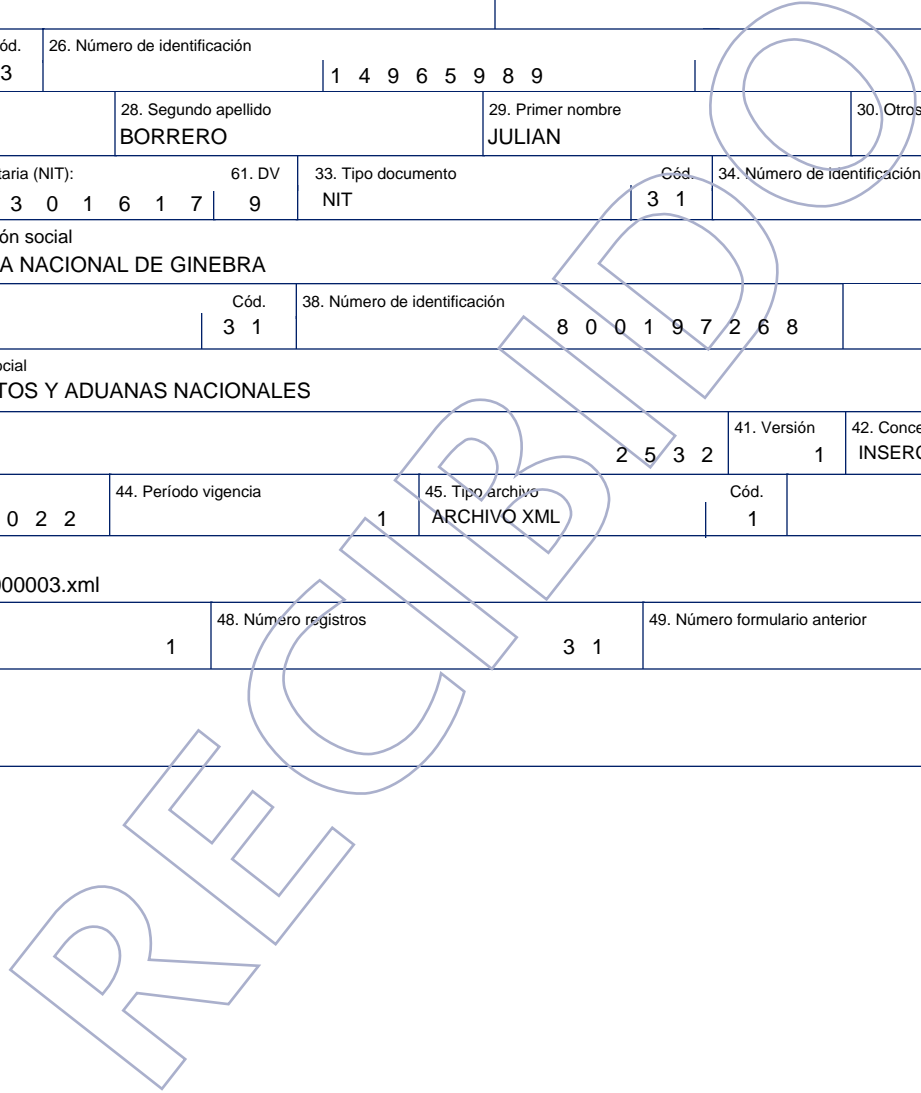 ód. 26. Número de identificación
3 1 4 9 6 5 9 8 9
28. Segundo apellido 29. Primer nombre 30. Otros
BORRERO JULIAN
taria (NIT): 61. DV 33. Tipo documento Cód. 34. Número de identificación
3 0 1 6 1 7 9 NIT 3 1
ón social
A NACIONAL DE GINEBRA
Cód. 38. Número de identificación
3 1 8 0 0 1 9 7 2 6 8
ocial
TOS Y ADUANAS NACIONALES
41. Versión 42. Conce
2 5 3 2 1 INSERC
44. Período vigencia 45. Tipo archivo Cód.
0 2 2 1 ARCHIVO XML 1
000003.xml
48. Número registros 49. Número formulario anterior
1 3 1
RECIBIDO